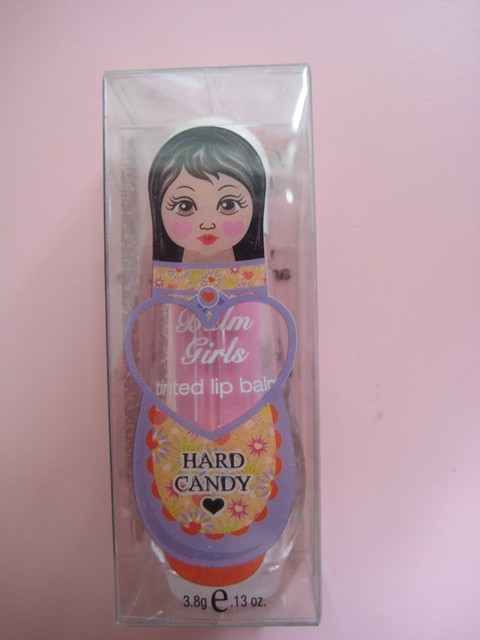 Balm
Girls
tinted lip balm
HARD
CANDY
3.8g e .13 oz.